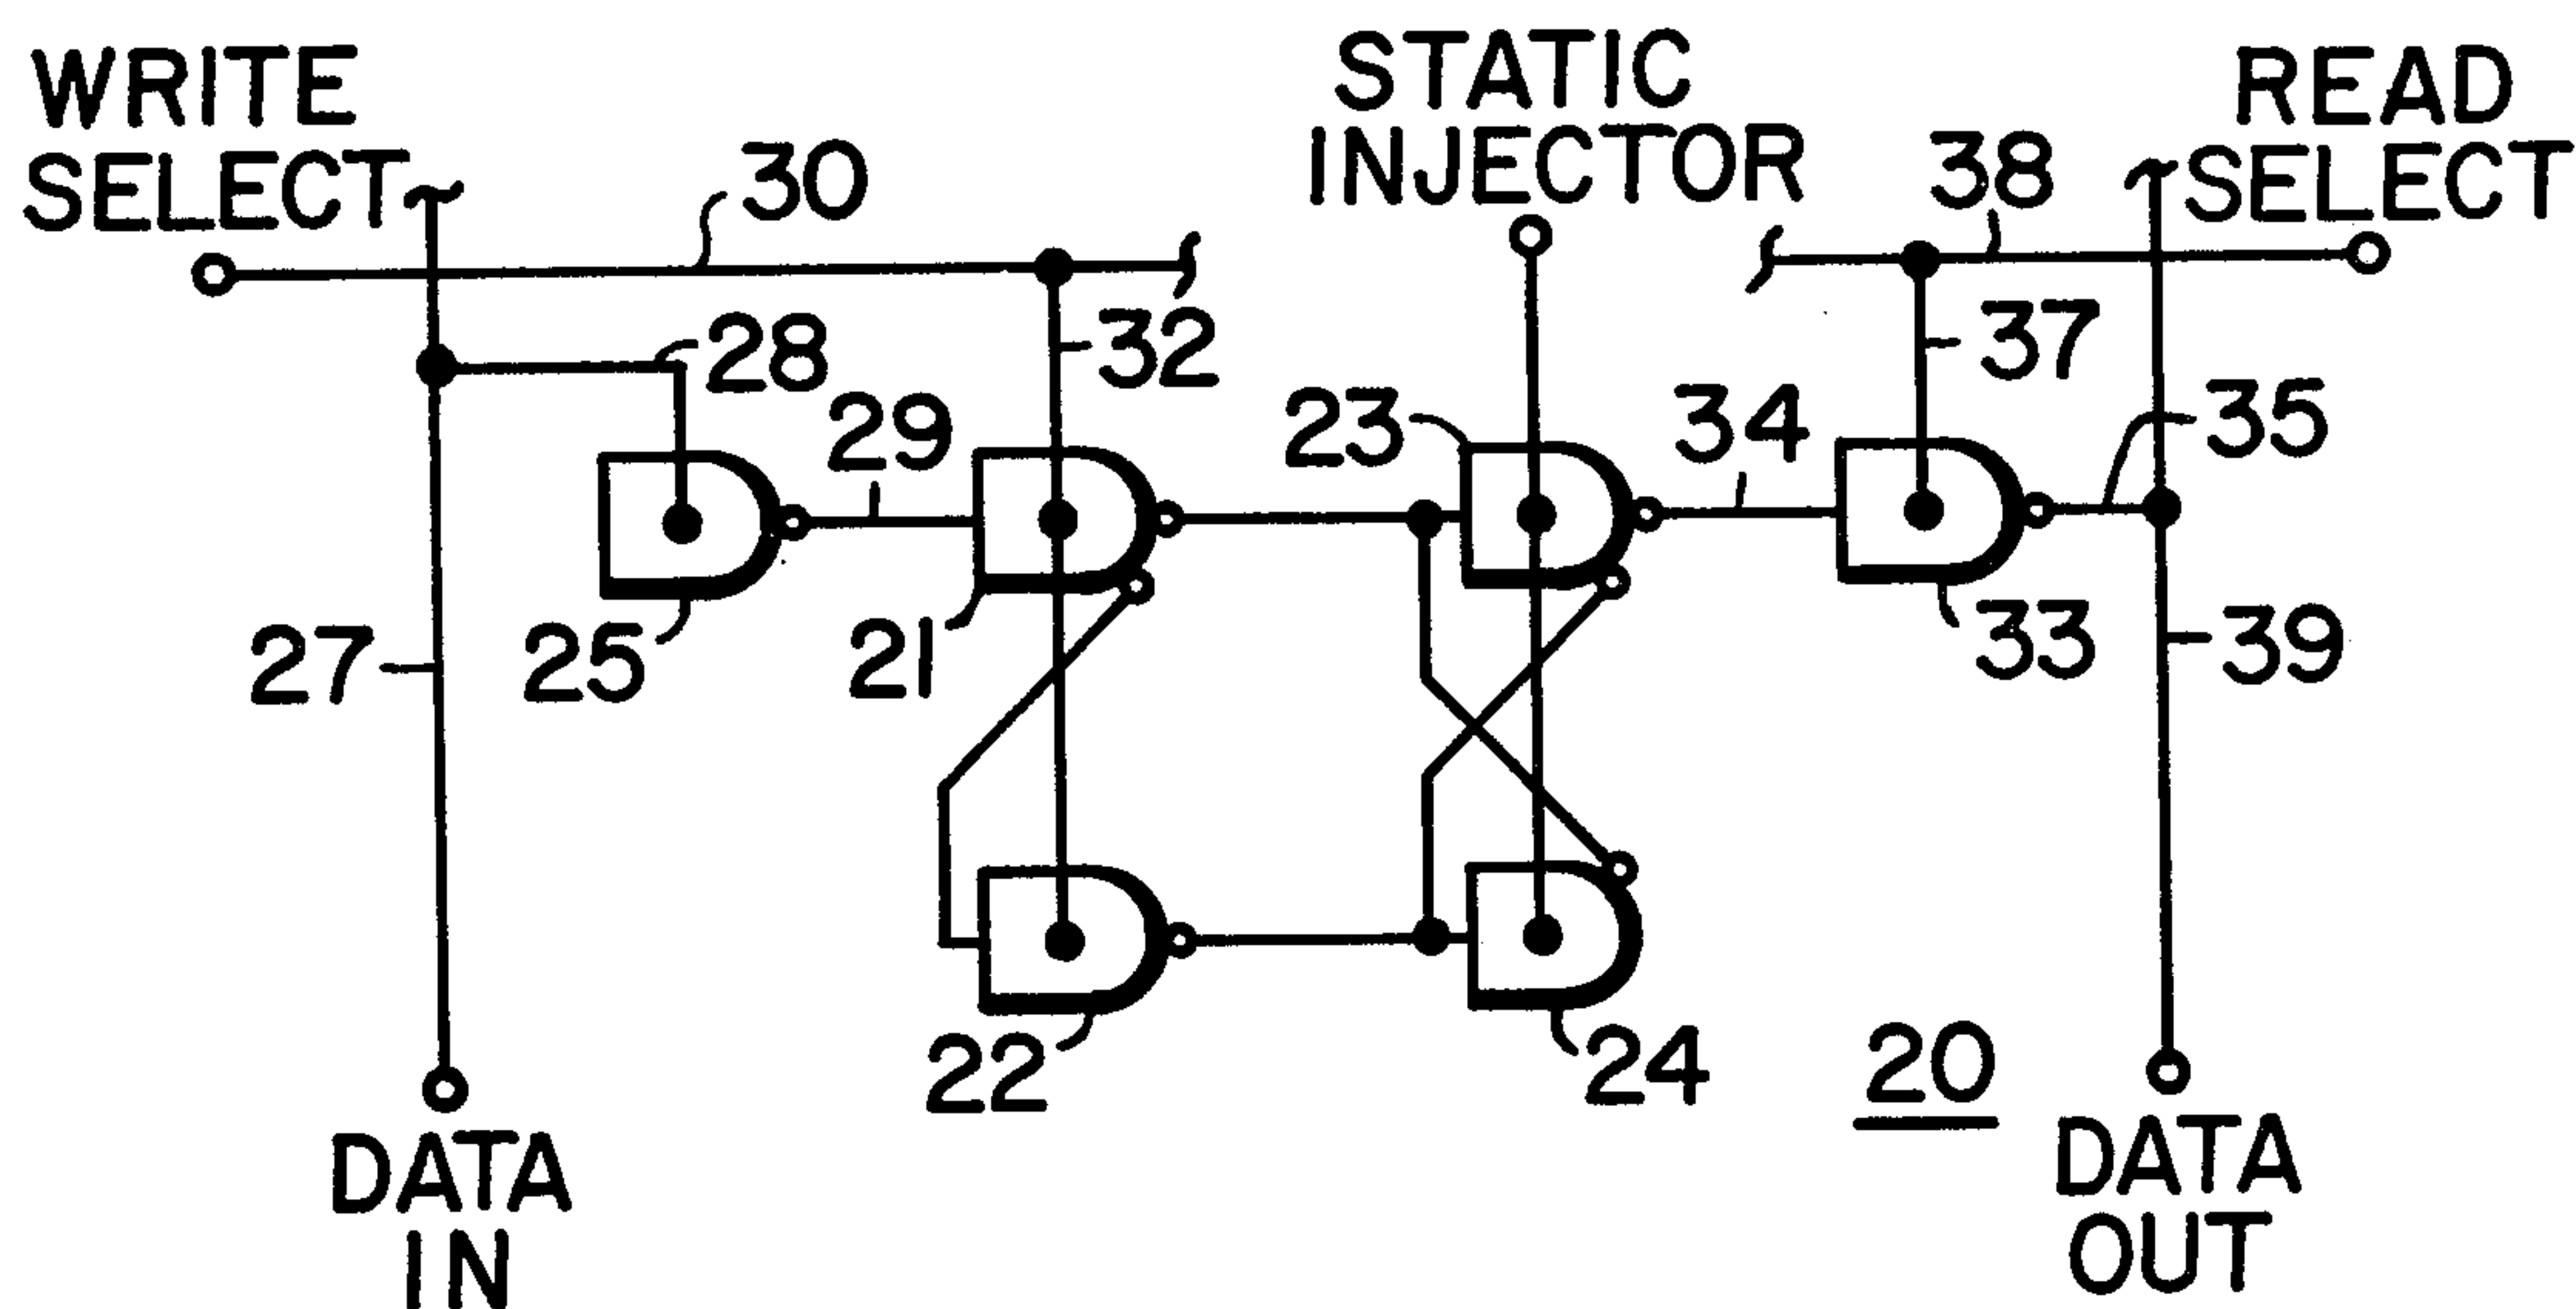 WRITE
SELECT
STATIC
INJECTOR
READ
SELECT
30
38
32
28
37
29
23
34
35
27
25
21
33
39
22
24
20
DATA
IN
DATA
OUT